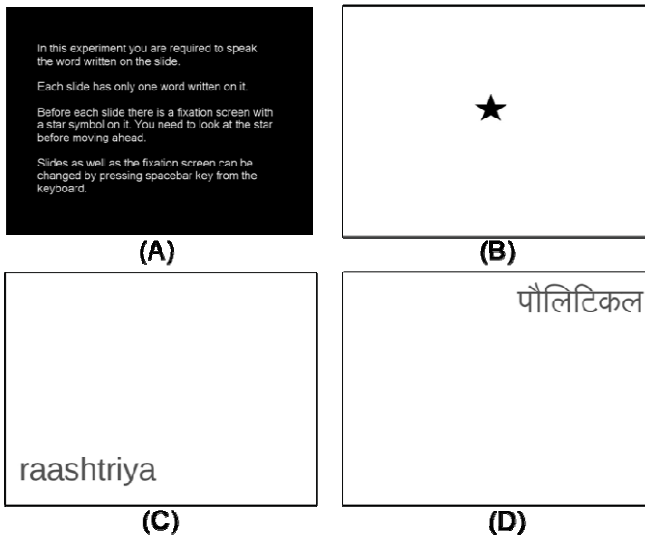 In this experiment you are required to speak
the word written on the slide.
Each slide has only one word written on it.
Before each slide there is a fixation screen with
a star symbol on it. You need to look at the star
before moving ahead.
Slides as well as the fixation screen can be
changed by pressing spacebar key from the
keyboard.
(A)
(B)
raashtriya
(C)
पौलिटिकल
(D)